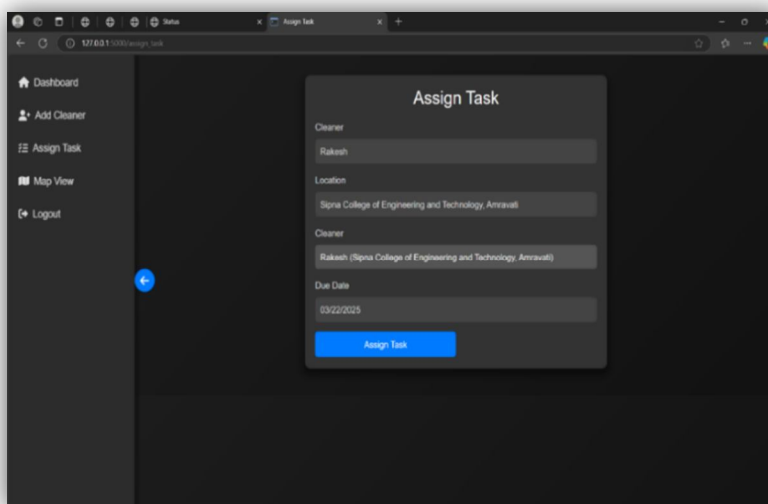 Status
Assign Task
127.0.0.1:5000/assign_task
Dashboard
Add Cleaner
Assign Task
Map View
Logout
Assign Task
Cleaner
Rakesh
Location
Sipna College of Engineering and Technology, Amravati
Cleaner
Rakesh (Sipna College of Engineering and Technology, Amravati)
Due Date
03/22/2025
Assign Task